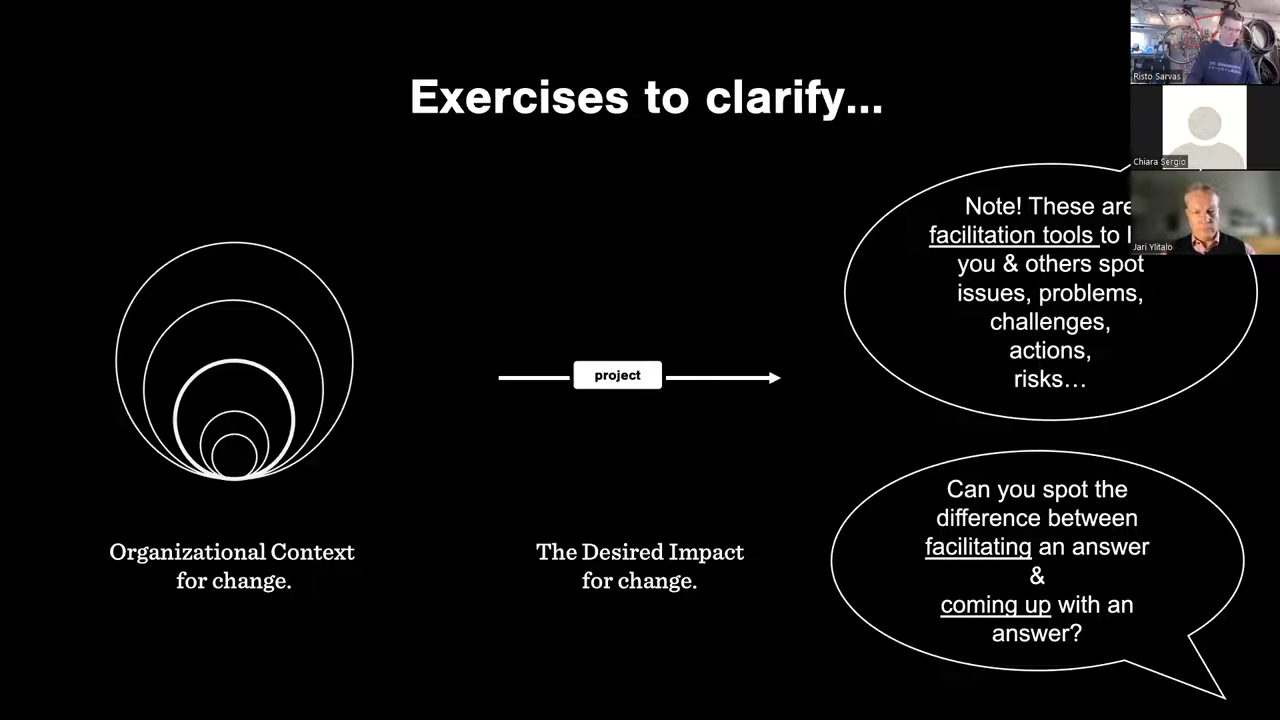 Exercises to clarify...
Risto Sarvas
Chiara Sergio
Jari Ylitalo
Note! These are
facilitation tools to
you & others spot
issues, problems,
challenges,
actions,
risks…
project
Can you spot the
difference between
facilitating an answer
&
coming up with an
answer?
Organizational Context
for change.
The Desired Impact
for change.